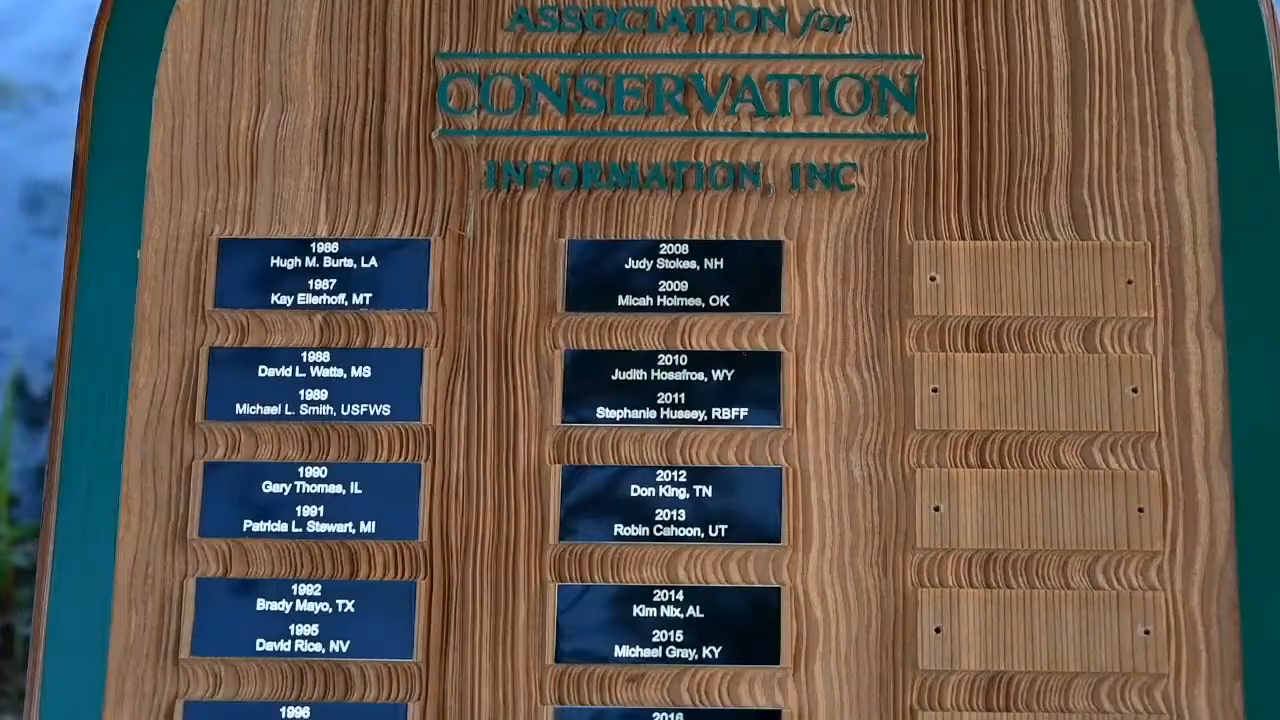 ASSOCIATION for
CONSERVATION
INFORMATION, INC
1986
Hugh M. Burts, LA
1987
Kay Ellerhoff, MT
1988
David L. Watts, MS
1989
Michael L. Smith, USFWS
1990
Gary Thomas, IL
1991
Patricia L. Stewart, MI
1992
Brady Mayo, TX
1995
David Rice, NV
1996
2008
Judy Stokes, NH
2009
Micah Holmes, OK
2010
Judith Hosafros, WY
2011
Stephanie Hussey, RBFF
2012
Don King, TN
2013
Robin Cahoon, UT
2014
Kim Nix, AL
2015
Michael Gray, KY
2016